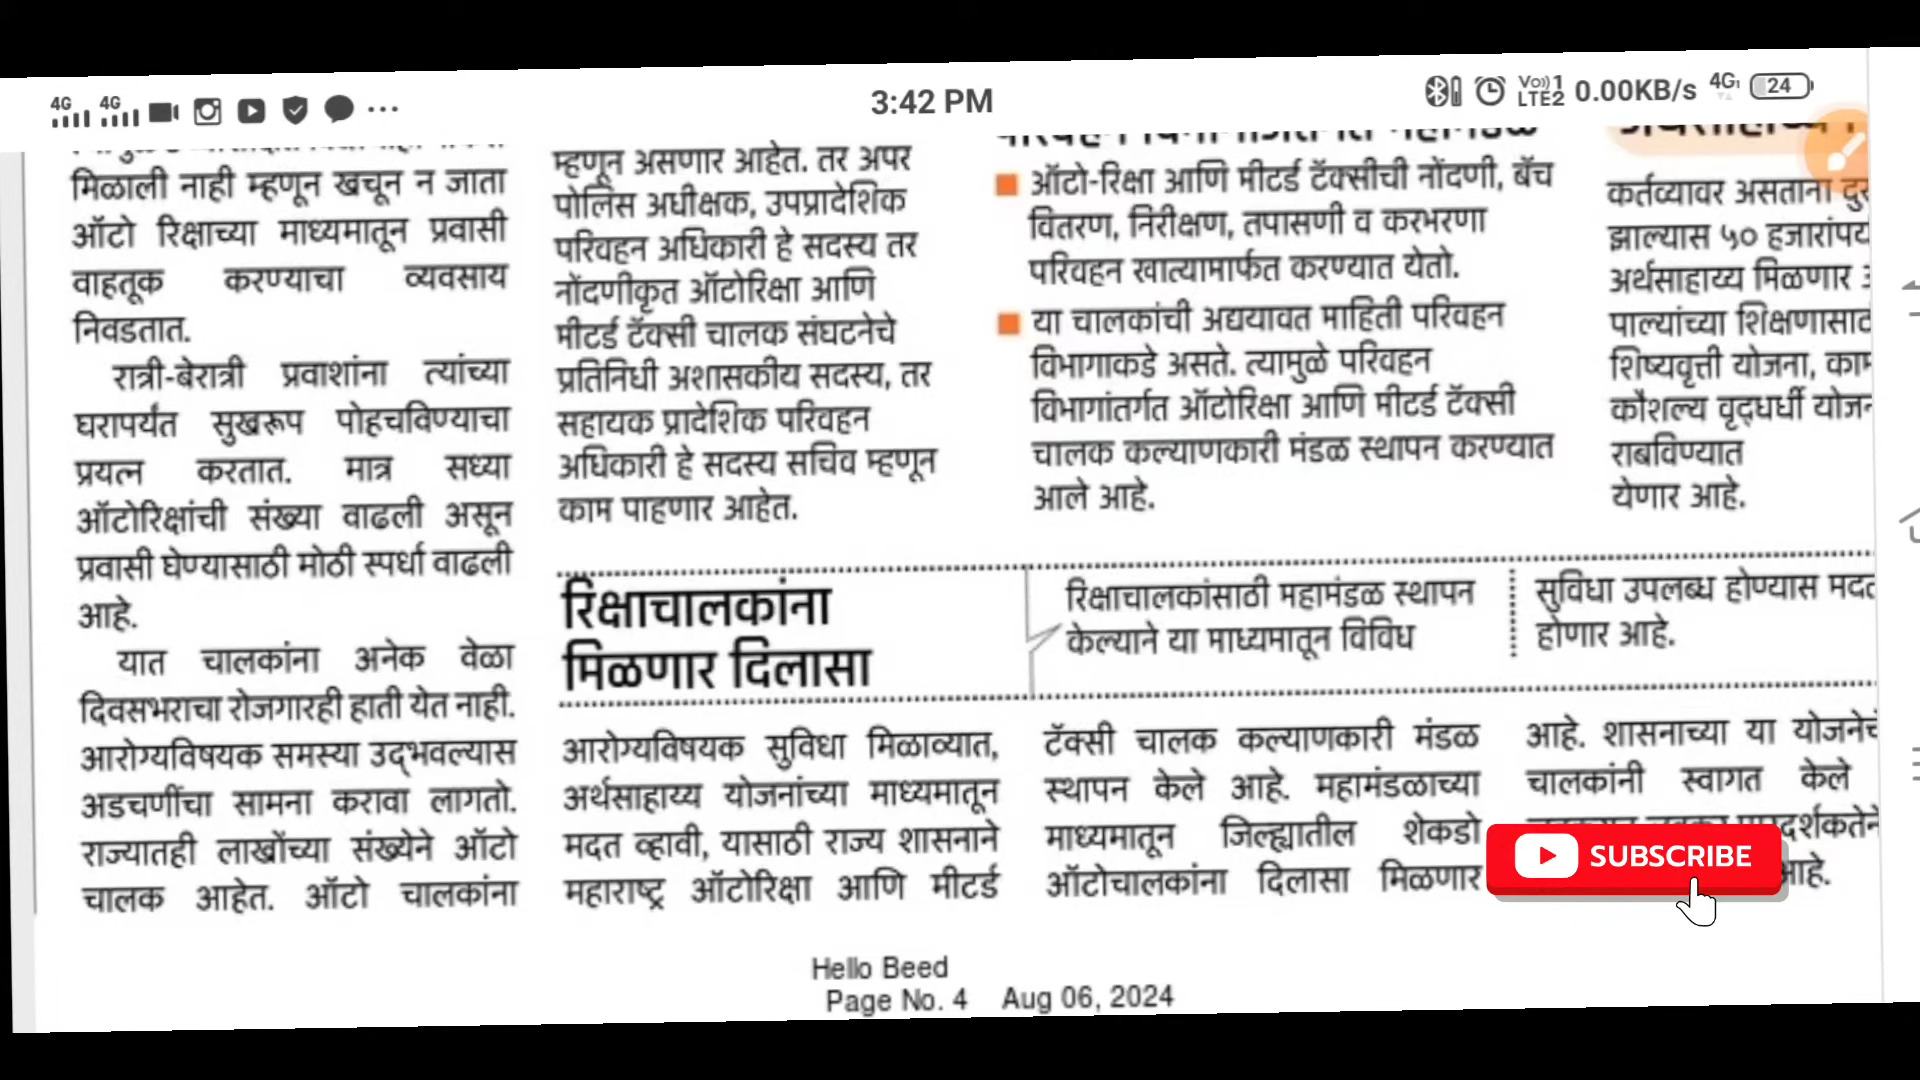 3:42 PM
Vo))1 LTE2 0.00KB/s 4G 24
4G 4G
मिळाली नाही म्हणून खचून न जाता
ऑटो रिक्षाच्या माध्यमातून प्रवासी
वाहतूक करण्याचा व्यवसाय
निवडतात.
रात्री-बेरात्री प्रवाशांना त्यांच्या
घरापर्यंत सुखरूप पोहचविण्याचा
प्रयत्न करतात. मात्र सध्या
ऑटोरिक्षांची संख्या वाढली असून
प्रवासी घेण्यासाठी मोठी स्पर्धा वाढली
आहे.
यात चालकांना अनेक वेळा
दिवसभराचा रोजगारही हाती येत नाही.
आरोग्यविषयक समस्या उद्‌भवल्यास
अडचणींचा सामना करावा लागतो.
राज्यातही लाखोंच्या संख्येने ऑटो
चालक आहेत. ऑटो चालकांना
म्हणून असणार आहेत. तर अपर
पोलिस अधीक्षक, उपप्रादेशिक
परिवहन अधिकारी हे सदस्य तर
नोंदणीकृत ऑटोरिक्षा आणि
मीटर्ड टॅक्सी चालक संघटनेचे
प्रतिनिधी अशासकीय सदस्य, तर
सहायक प्रादेशिक परिवहन
अधिकारी हे सदस्य सचिव म्हणून
काम पाहणार आहेत.
ऑटो-रिक्षा आणि मीटर्ड टॅक्सीची नोंदणी, बॅच
वितरण, निरीक्षण, तपासणी व करभरणा
परिवहन खात्यामार्फत करण्यात येतो.
या चालकांची अद्ययावत माहिती परिवहन
विभागाकडे असते. त्यामुळे परिवहन
विभागांतर्गत ऑटोरिक्षा आणि मीटर्ड टॅक्सी
चालक कल्याणकारी मंडळ स्थापन करण्यात
आले आहे.
कर्तव्यावर असताना
झाल्यास ५० हजारांपर्य
अर्थसाहाय्य मिळणार
पाल्यांच्या शिक्षणासाठ
शिष्यवृत्ती योजना, काम
कौशल्य वृद्धी योजन
राबविण्यात
येणार आहे.
रिक्षाचालकांना
मिळणार दिलासा
रिक्षाचालकांसाठी महामंडळ स्थापन
केल्याने या माध्यमातून विविध
सुविधा उपलब्ध होण्यास मदत
होणार आहे.
आरोग्यविषयक सुविधा मिळाव्यात,
अर्थसाहाय्य योजनांच्या माध्यमातून
मदत व्हावी, यासाठी राज्य शासनाने
महाराष्ट्र ऑटोरिक्षा आणि मीटर्ड
टॅक्सी चालक कल्याणकारी मंडळ
स्थापन केले आहे. महामंडळाच्या
माध्यमातून जिल्ह्यातील शेकडो
ऑटोचालकांना दिलासा मिळणार
आहे. शासनाच्या या योजनेचे
चालकांनी स्वागत केले
आहे.
SUBSCRIBE
Hello Beed
Page No. 4 Aug 06, 2024